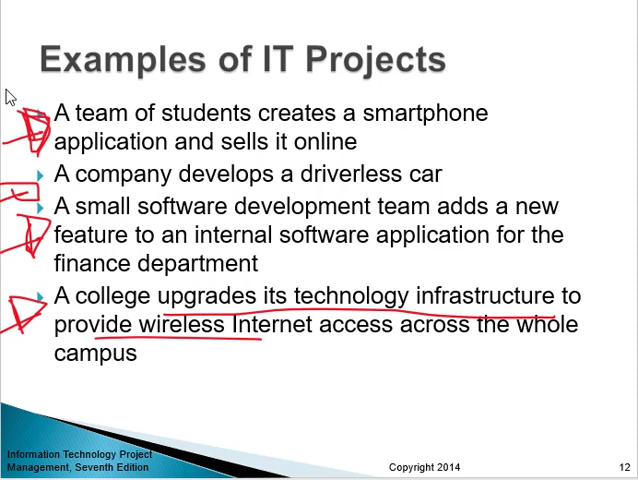 Examples of IT Projects
A team of students creates a smartphone
application and sells it online
A company develops a driverless car
A small software development team adds a new
feature to an internal software application for the
finance department
A college upgrades its technology infrastructure to
provide wireless Internet access across the whole
campus
Information Technology Project
Management, Seventh Edition
Copyright 2014
12